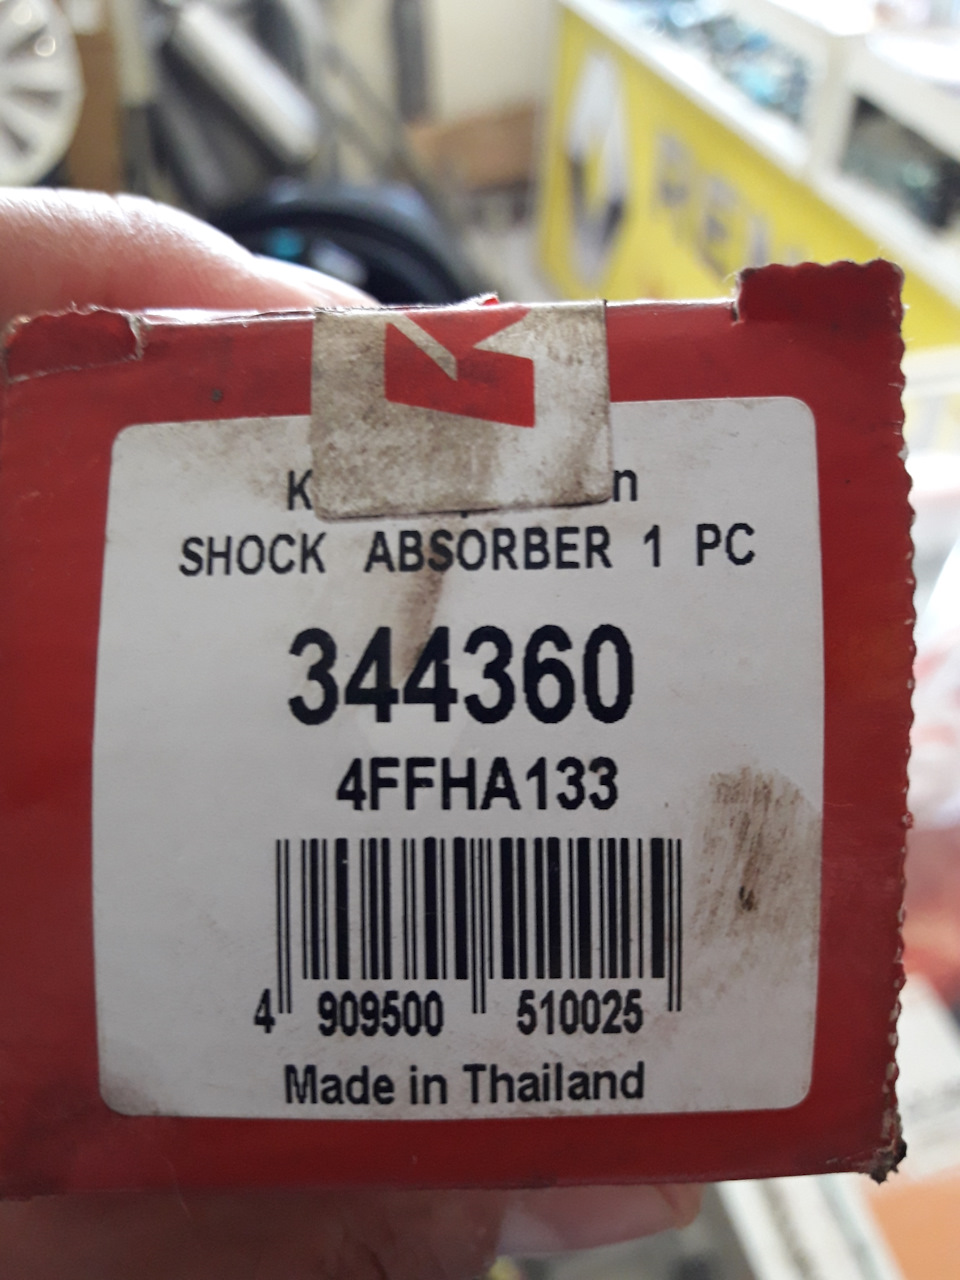 SHOCK ABSORBER 1 PC
344360
4FFHA133
4 909500 510025
Made in Thailand